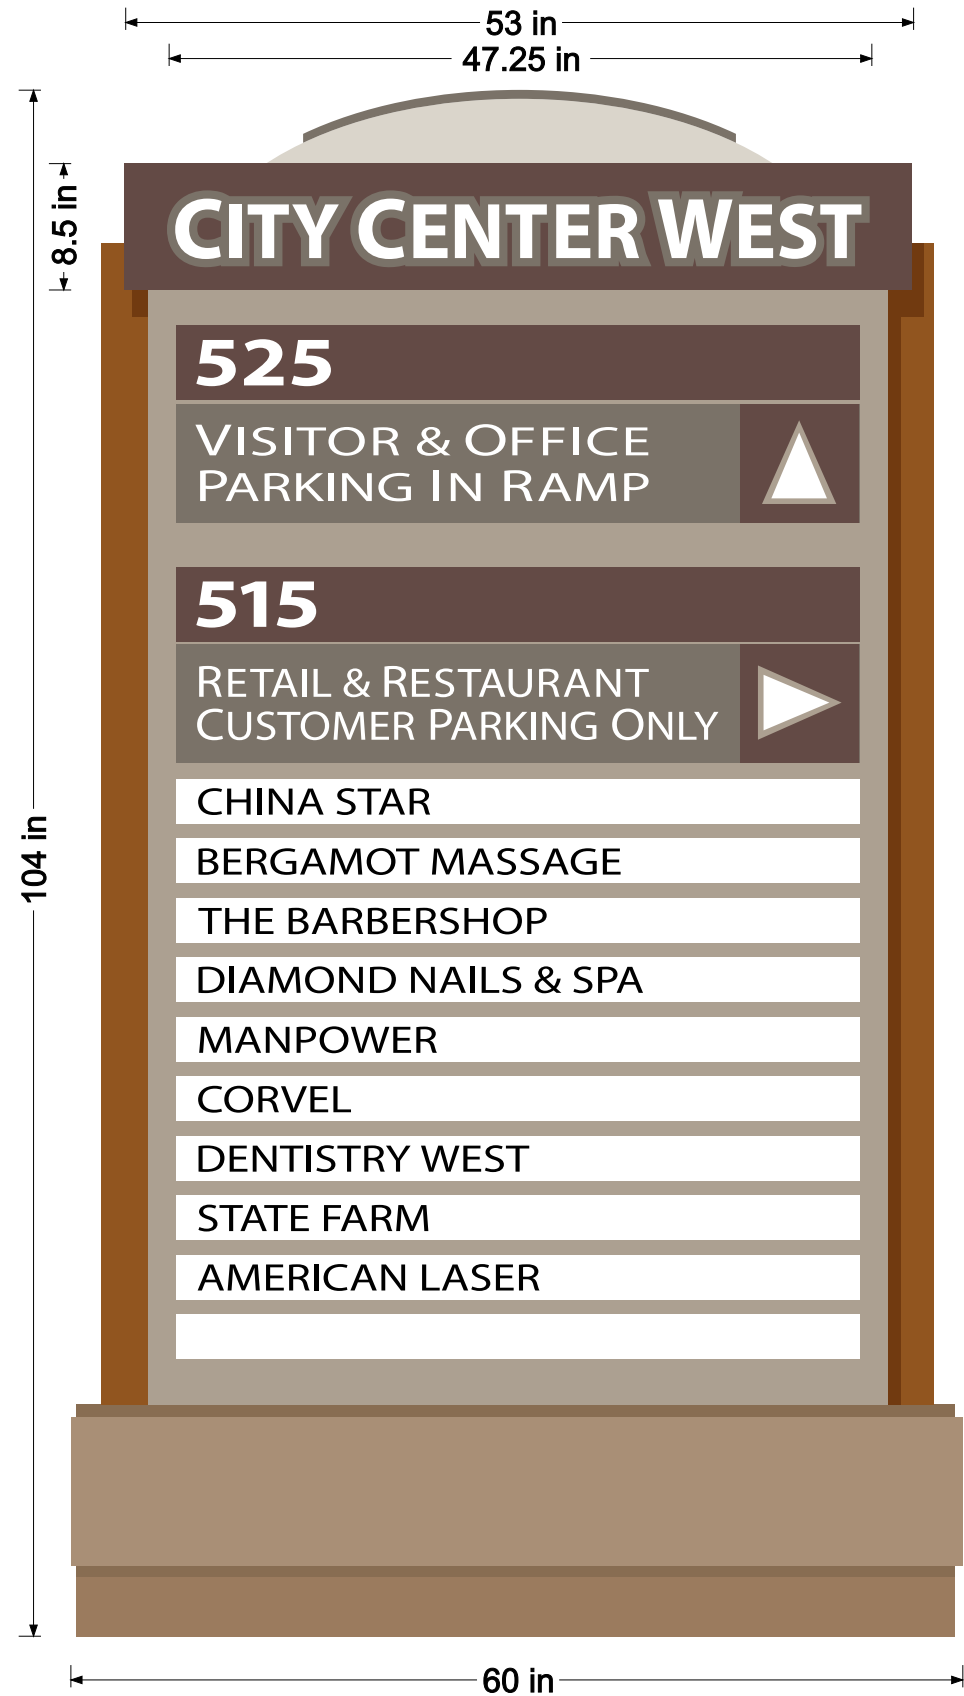 53 in
47.25 in
8.5 in
CITY CENTER WEST
525
VISITOR & OFFICE
PARKING IN RAMP
515
RETAIL & RESTAURANT
CUSTOMER PARKING ONLY
CHINA STAR
BERGAMOT MASSAGE
104 in
THE BARBERSHOP
DIAMOND NAILS & SPA
MANPOWER
CORVEL
DENTISTRY WEST
STATE FARM
AMERICAN LASER
60 in